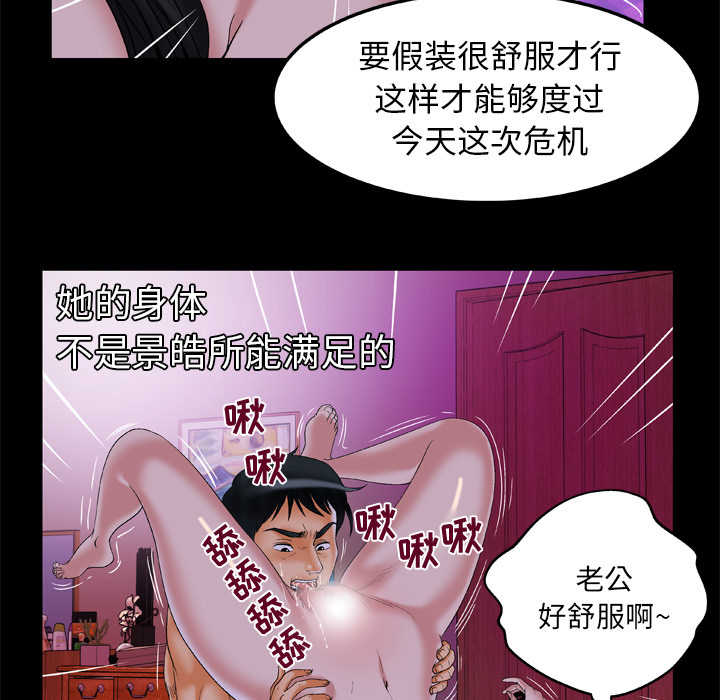 要假装很舒服才行
这样才能够度过
今天这次危机
她的身体
不是景皓所能满足的
啾
啾
啾
啾
啾
舔
舔
舔
舔
舔
老公
好舒服啊~